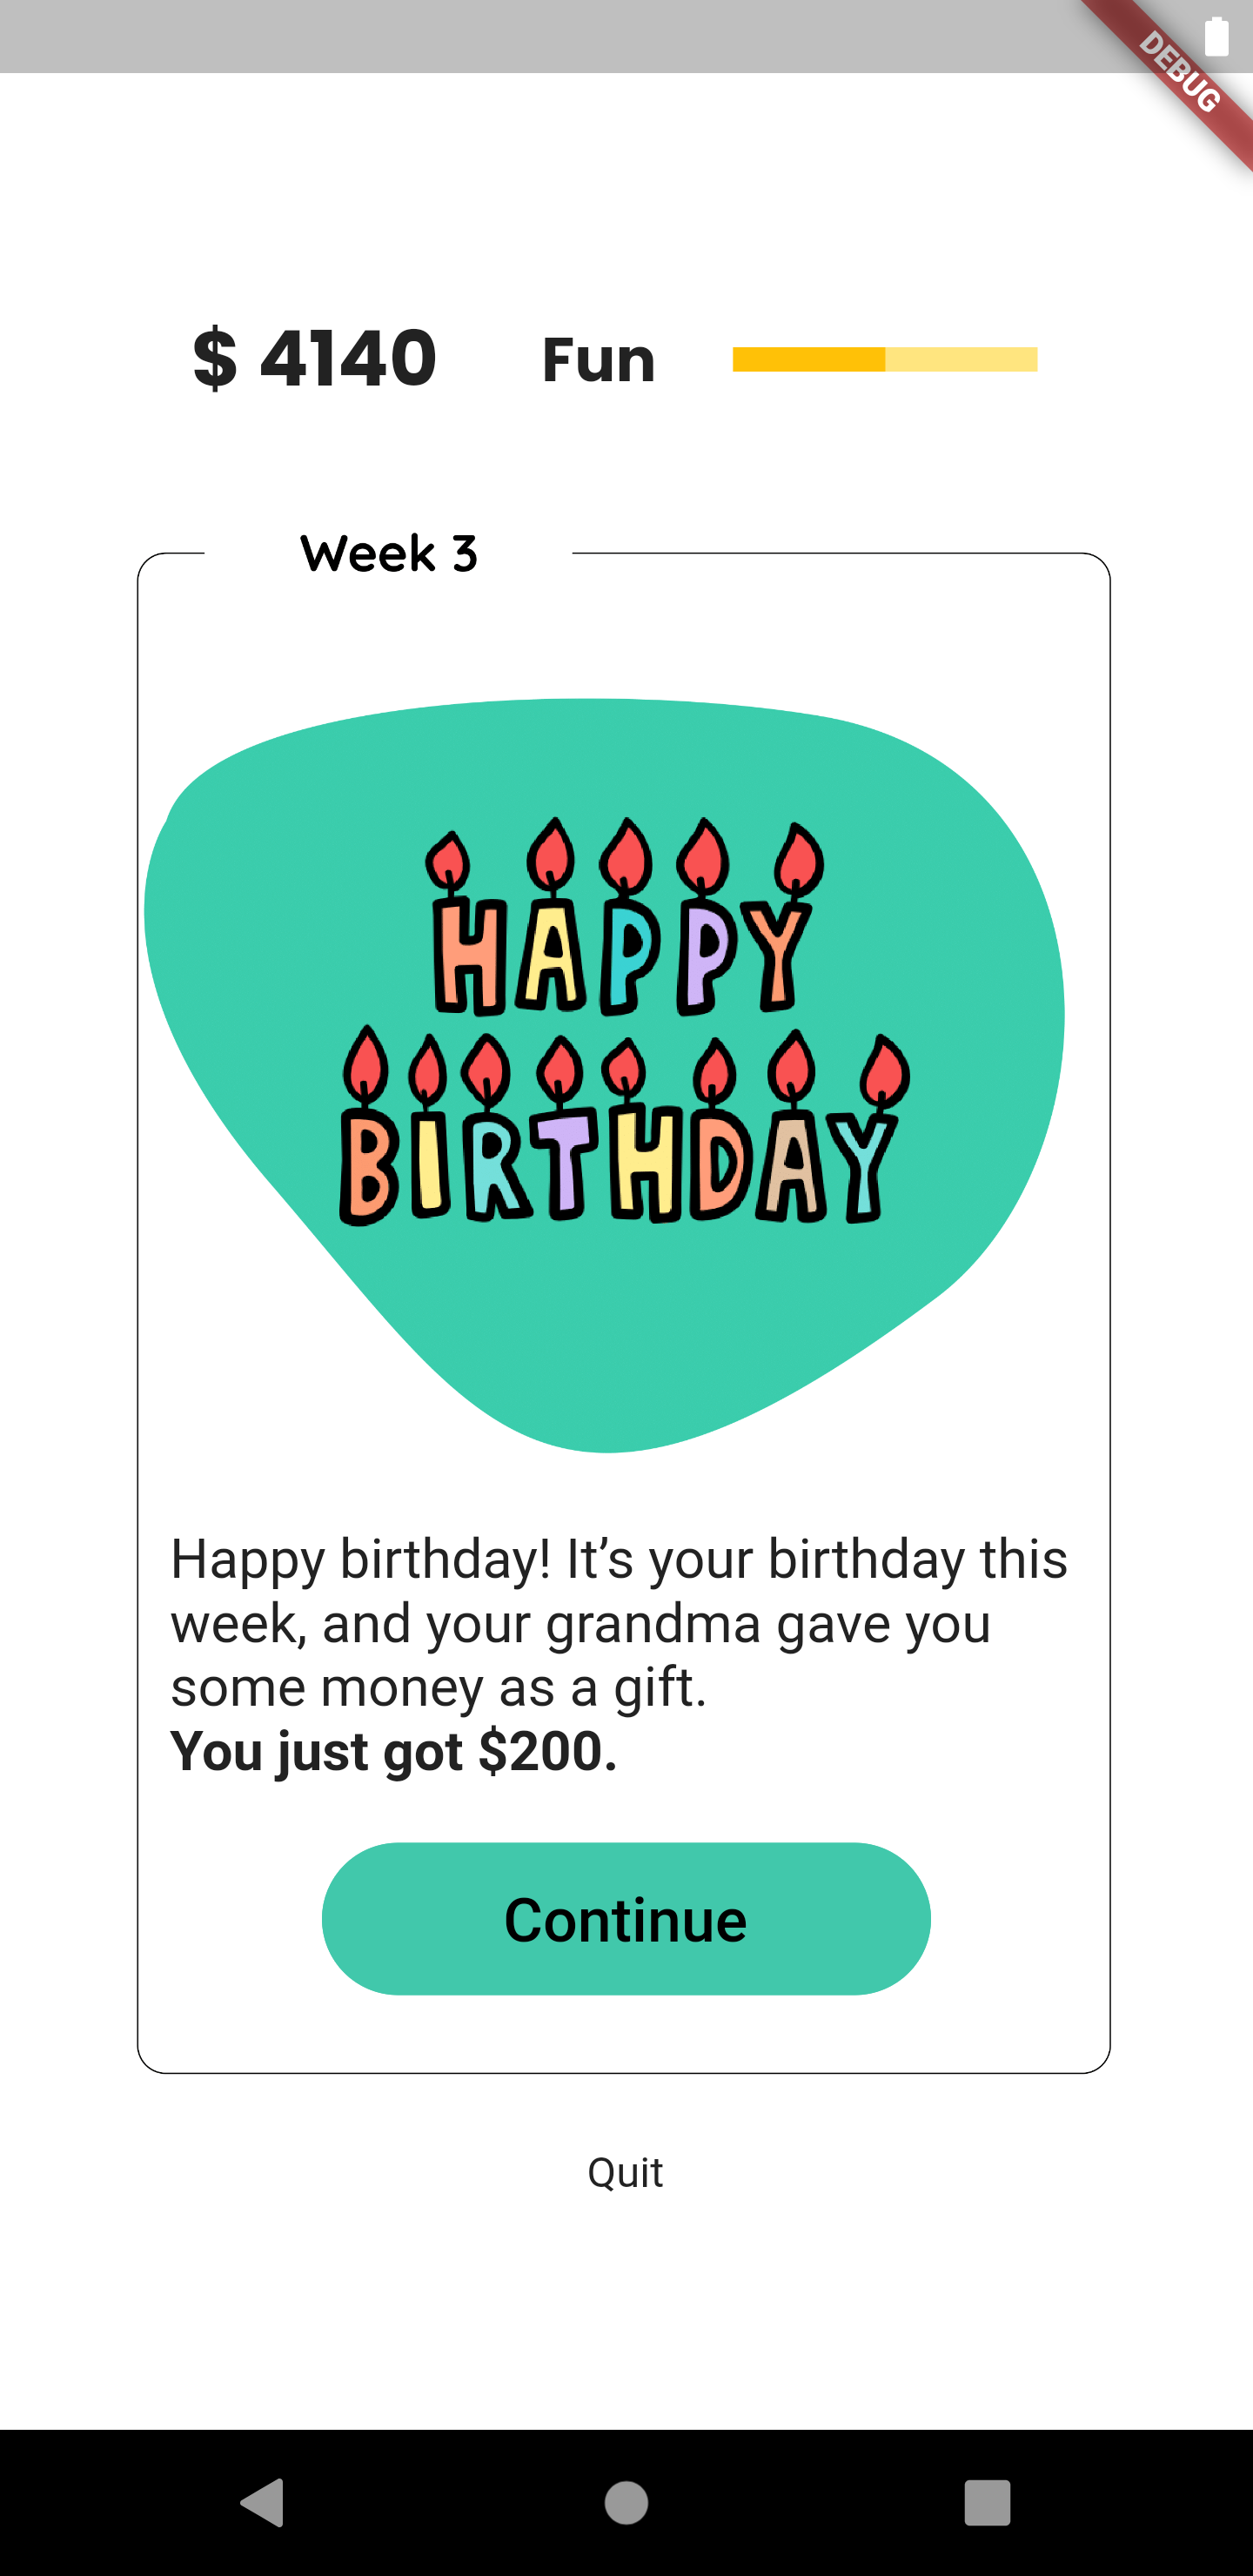 DEBUG
$ 4140 Fun
Week 3
HAPPY
BIRTHDAY
Happy birthday! It’s your birthday this
week, and your grandma gave you
some money as a gift.
You just got $200.
Continue
Quit